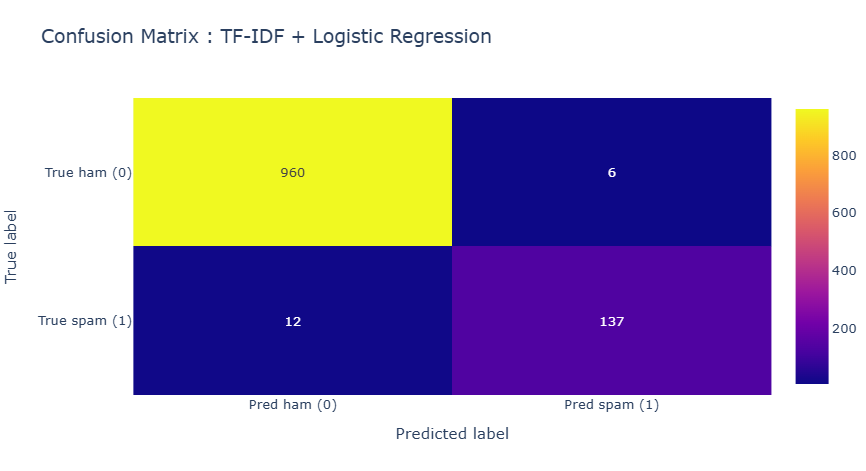 Confusion Matrix : TF-IDF + Logistic Regression
True label
True ham (0)
960
6
800
600
400
200
True spam (1)
12
137
Pred ham (0)
Pred spam (1)
Predicted label